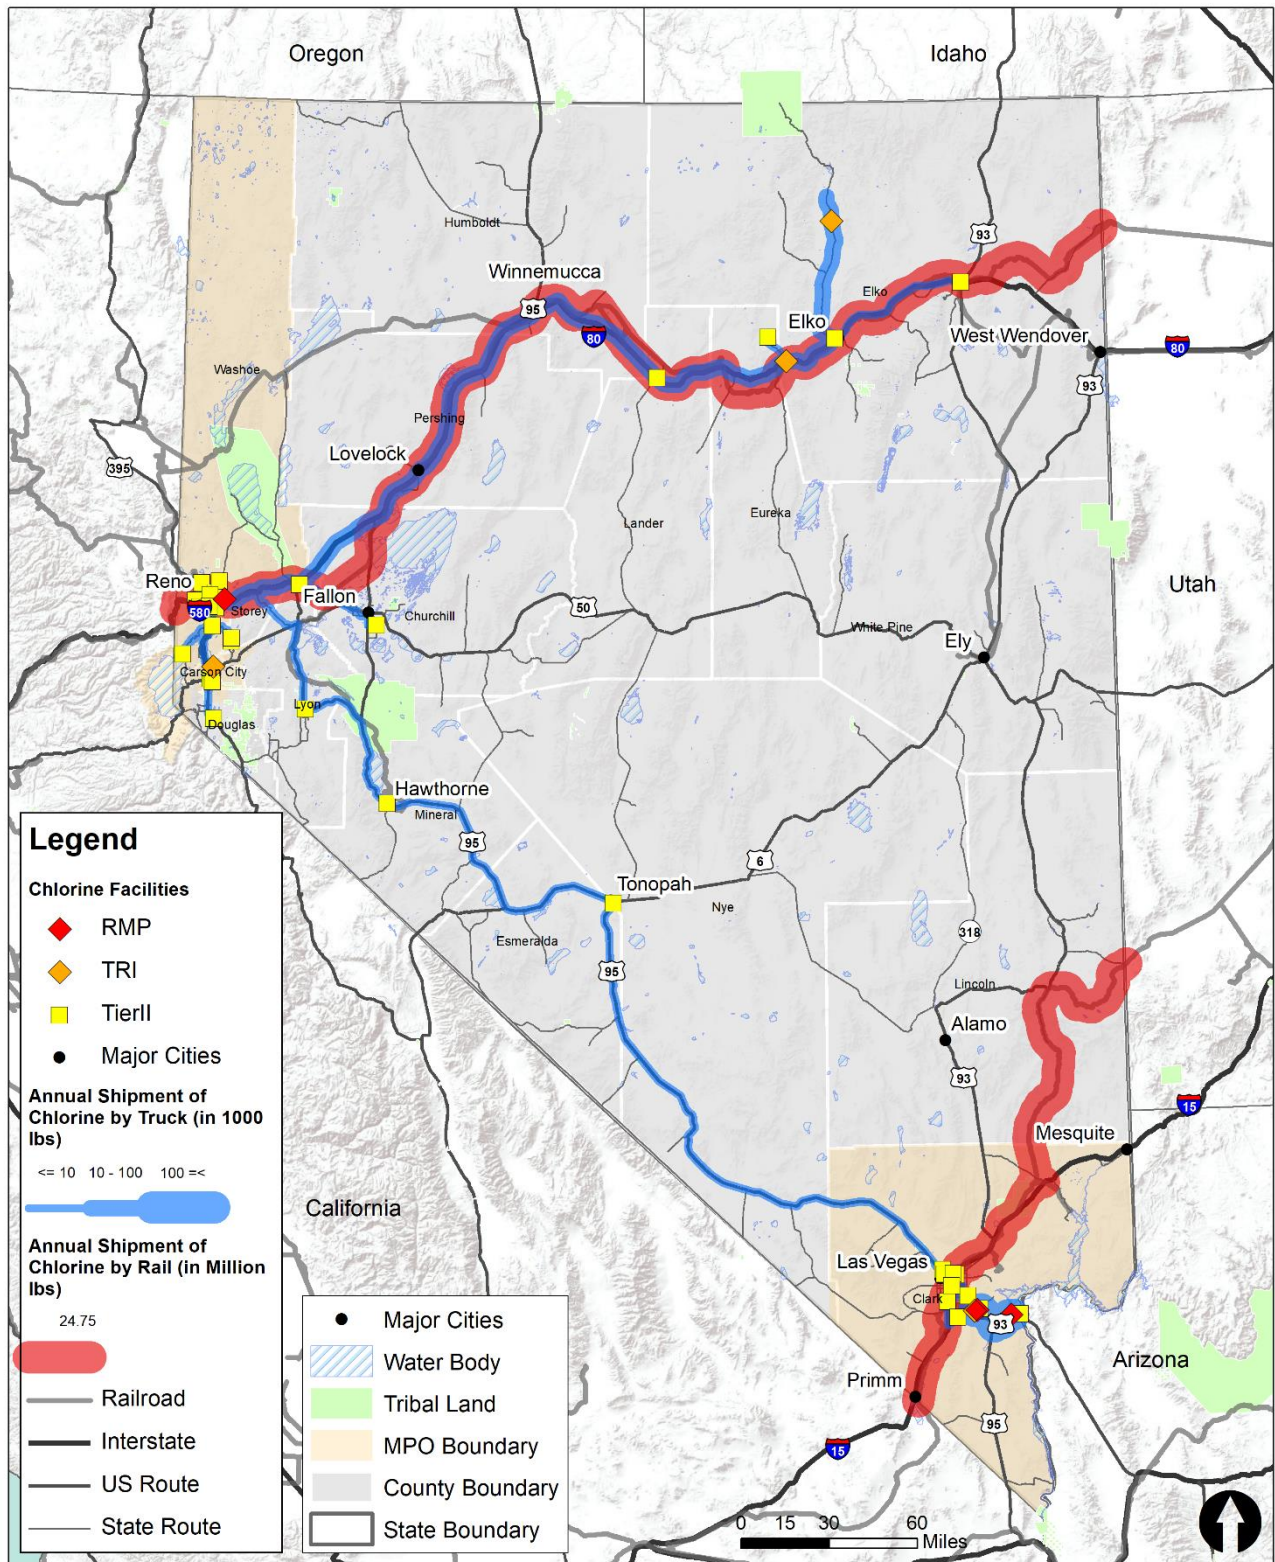 Oregon
Idaho
Humboldt
93
Winnemucca
95
80
Elko
Elko
West Wendover
80
93
Washoe
Pershing
Lovelock
395
Lander
Eureka
Reno
580
Storey
Fallon
Churchill
50
Utah
White Pine
Ely
Carson City
Lyon
Douglas
Hawthorne
Mineral
95
6
Tonopah
Nye
Esmeralda
318
95
Lincoln
Alamo
93
15
Mesquite
California
Las Vegas
Clark
93
Arizona
Primm
95
15
Legend
Chlorine Facilities
RMP
TRI
TierII
Major Cities
Annual Shipment of
Chlorine by Truck (in 1000
lbs)
<= 10 10 - 100 100 =<
Annual Shipment of
Chlorine by Rail (in Million
lbs)
24.75
Railroad
Interstate
US Route
State Route
Major Cities
Water Body
Tribal Land
MPO Boundary
County Boundary
State Boundary
0 15 30 60
Miles